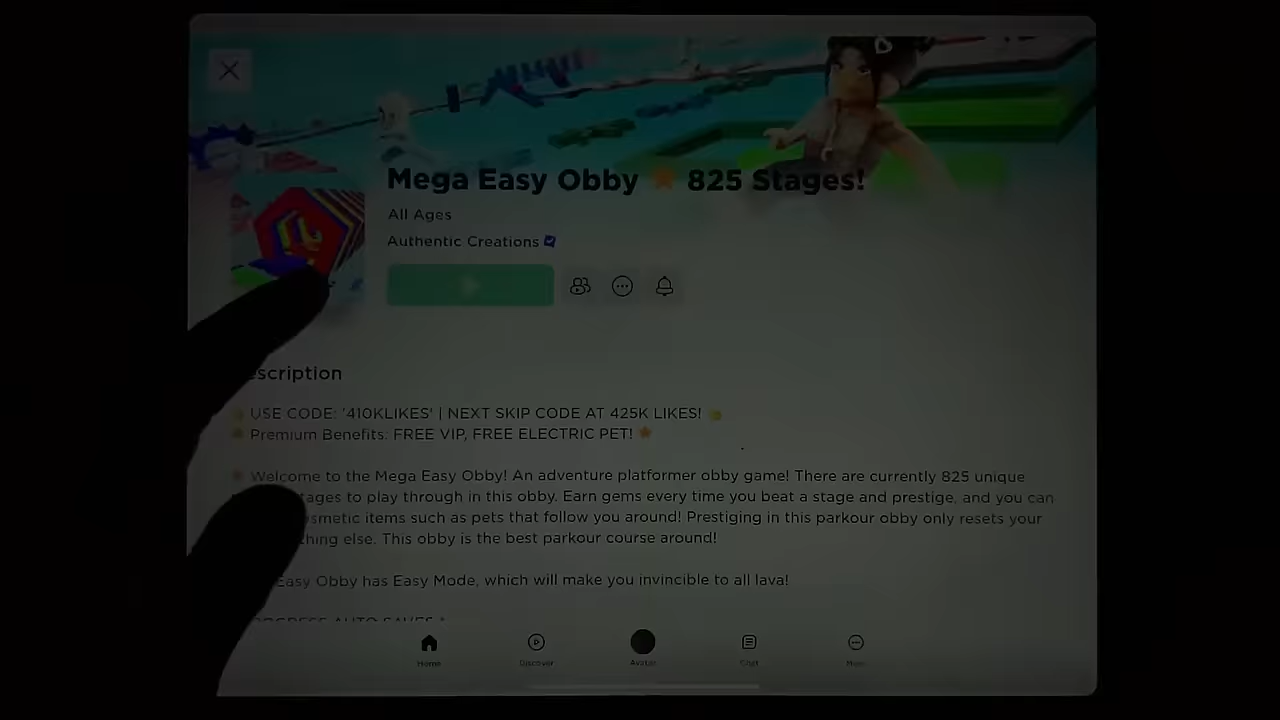 Mega Easy Obby 825 Stages!
All Ages
Authentic Creations
escription
USE CODE: '410KLIKES' | NEXT SKIP CODE AT 425K LIKES!
Premium Benefits: FREE VIP, FREE ELECTRIC PET!
Welcome to the Mega Easy Obby! An adventure platformer obby game! There are currently 825 unique
tages to play through in this obby. Earn gems every time you beat a stage and prestige, and you can
smetic items such as pets that follow you around! Prestiging in this parkour obby only resets your
hing else. This obby is the best parkour course around!
Easy Obby has Easy Mode, which will make you invincible to all lava!
PROGRESS AUTO SAVES
Home
Discover
Avatar
Chat
More